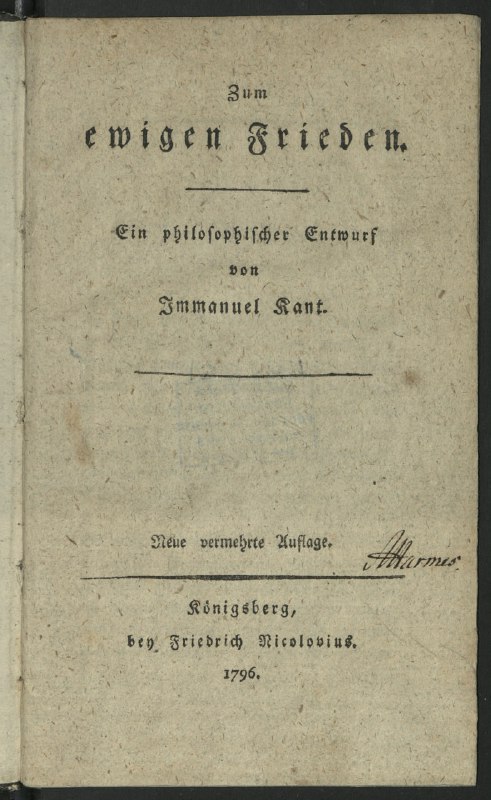 Zum
ewigen Frieden.
Ein philosophischer Entwurf
von
Immanuel Kant.
Neue vermehrte Auflage.
Königsberg,
bey Friedrich Nicolovius.
1796.